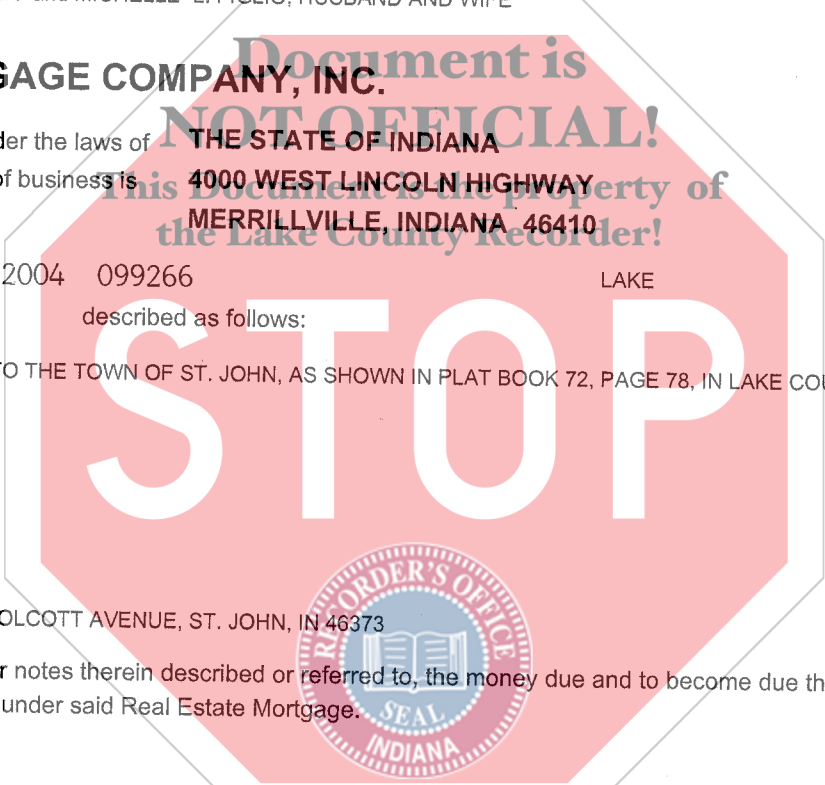 and MICHELLE L. HUSBAND AND WIFE
Document is
GAGE COMPANY, INC.
NOT OFFICIAL!
der the laws of THE STATE OF INDIANA
of business is 4000 WEST LINCOLN HIGHWAY
This Document is the property of
MERRILLVILLE, INDIANA 46410
the Lake County Recorder!
2004 099266 LAKE
described as follows:
STOP
TO THE TOWN OF ST. JOHN, AS SHOWN IN PLAT BOOK 72, PAGE 78, IN LAKE COU
RECORDER'S OFFICE
OLCOTT AVENUE, ST. JOHN, IN 46373
r notes therein described or referred to, the money due and to become due th
under said Real Estate Mortgage.
SEAL
INDIANA